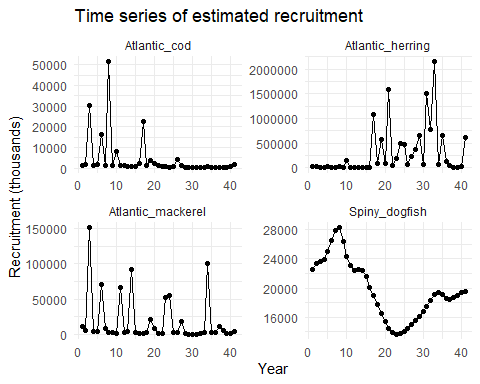 Time series of estimated recruitment
Atlantic_cod
Atlantic_herring
50000
40000
30000
20000
10000
0
0 10 20 30 40
2000000
1500000
1000000
500000
0
0 10 20 30 40
Atlantic_mackerel
Spiny_dogfish
150000
100000
50000
0
0 10 20 30 40
28000
24000
20000
16000
0 10 20 30 40
Recruitment (thousands)
Year